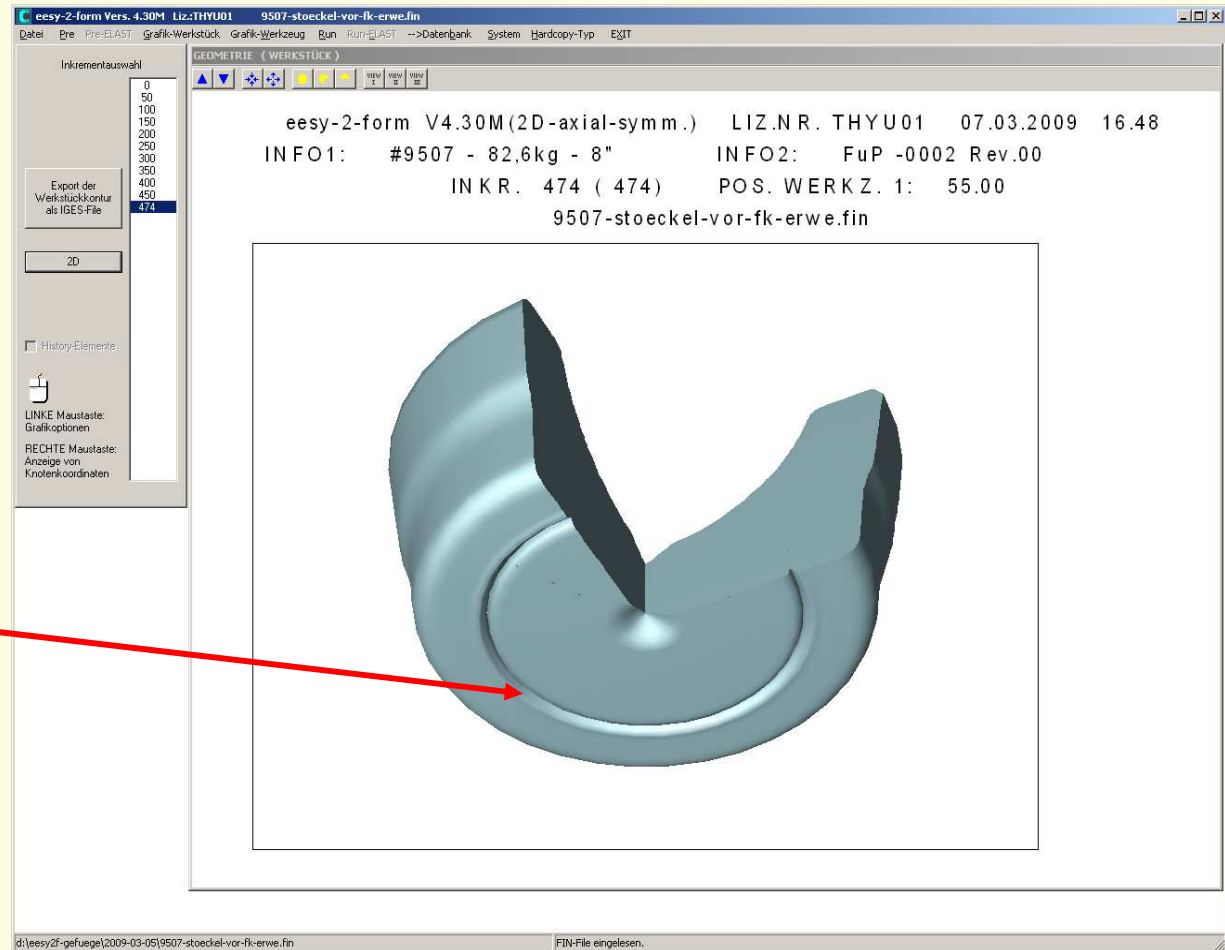 eesy-2-form Vers. 4.30M Liz.:THYU01 9507-stoeckel-vor-fk-erwe.fin
Datei Pre Pre-ELAST Grafik-Werkstück Grafik-Werkzeug Run Run-ELAST -->Datenbank System Hardcopy-Typ EXIT
Inkrementauswahl
0
50
100
150
200
250
300
350
400
450
474
Export der
Werkstückkontur
als IGES-File
2D
History-Elemente
LINKE Maustaste:
Grafikoptionen
RECHTE Maustaste:
Anzeige von
Knotenkoordinaten
GEOMETRIE ( WERKSTÜCK )
VIEW I VIEW II VIEW III
eesy-2-form V4.30M(2D-axial-symm.) LIZ.NR. THYU01 07.03.2009 16.48
INFO1: #9507 - 82,6kg - 8" INFO2: FuP -0002 Rev.00
INKR. 474 ( 474) POS. WERKZ. 1: 55.00
9507-stoeckel-vor-fk-erwe.fin
d:\eesy2f-gefuege\2009-03-05\9507-stoeckel-vor-fk-erwe.fin FIN-File eingelesen.